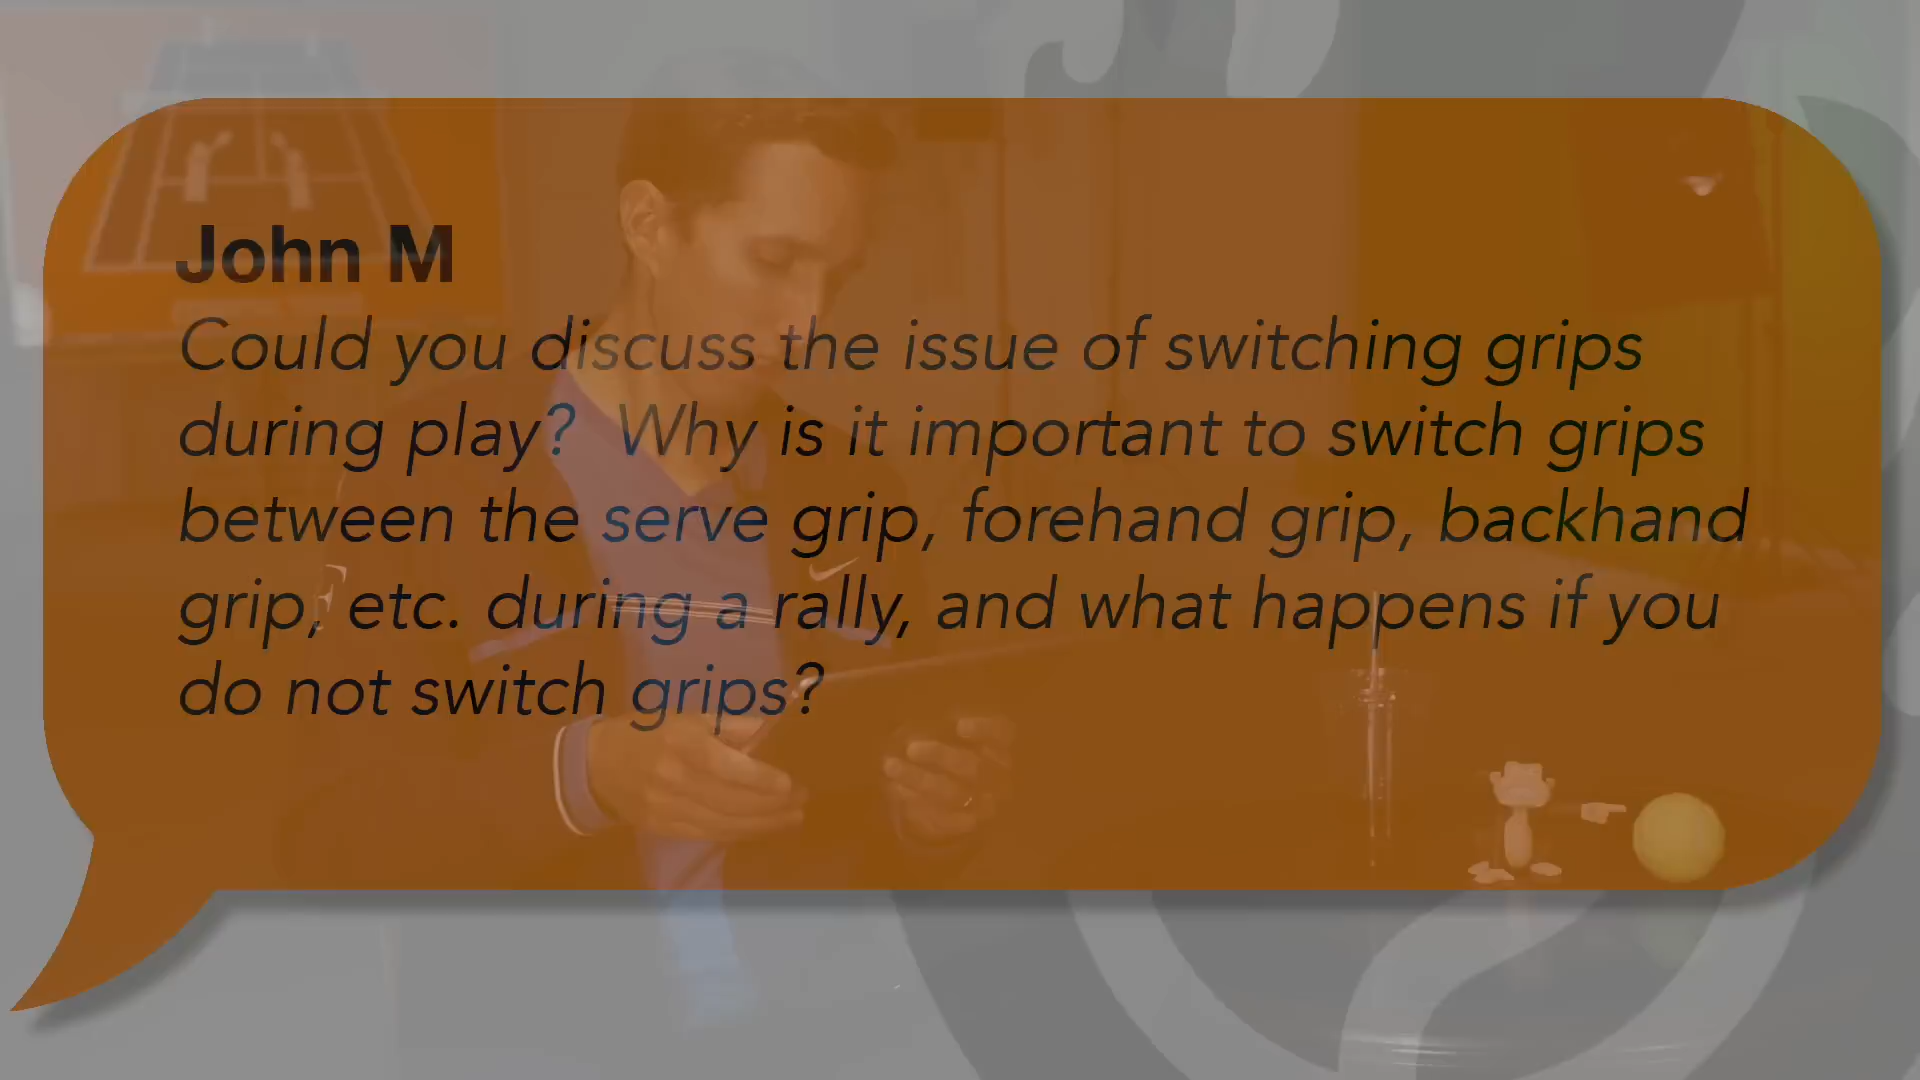 John M
Could you discuss the issue of switching grips
during play?  Why is it important to switch grips
between the serve grip, forehand grip, backhand
grip, etc. during a rally, and what happens if you
do not switch grips?